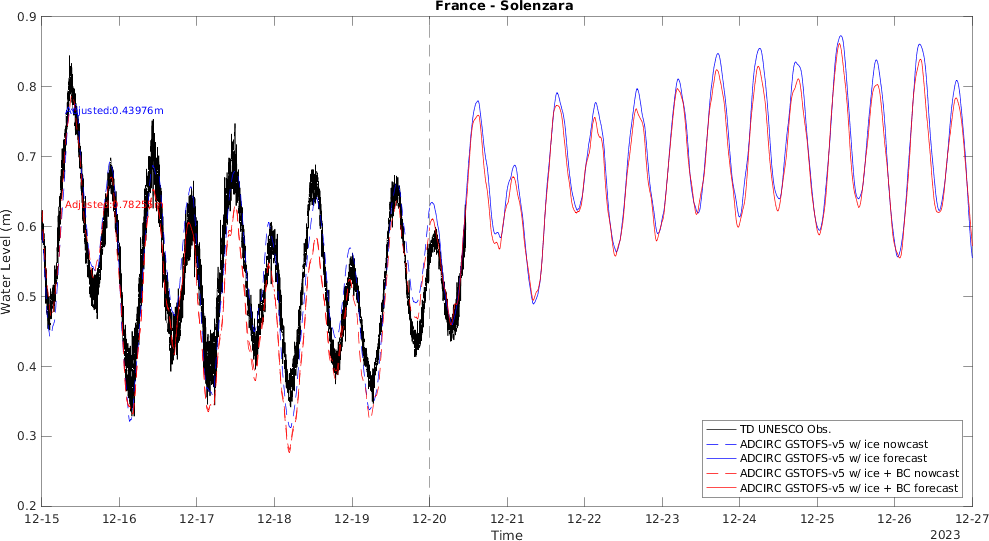 France - Solenzara
0.9
0.8
0.7
0.6
0.5
0.4
0.3
0.2
Water Level (m)
Adjusted:0.43976m
TD UNESCO Obs.
ADCIRC GSTOFS-v5 w/ ice nowcast
ADCIRC GSTOFS-v5 w/ ice forecast
ADCIRC GSTOFS-v5 w/ ice + BC nowcast
ADCIRC GSTOFS-v5 w/ ice + BC forecast
12-15 12-16 12-17 12-18 12-19 12-20 12-21 12-22 12-23 12-24 12-25 12-26 12-27
Time
2023